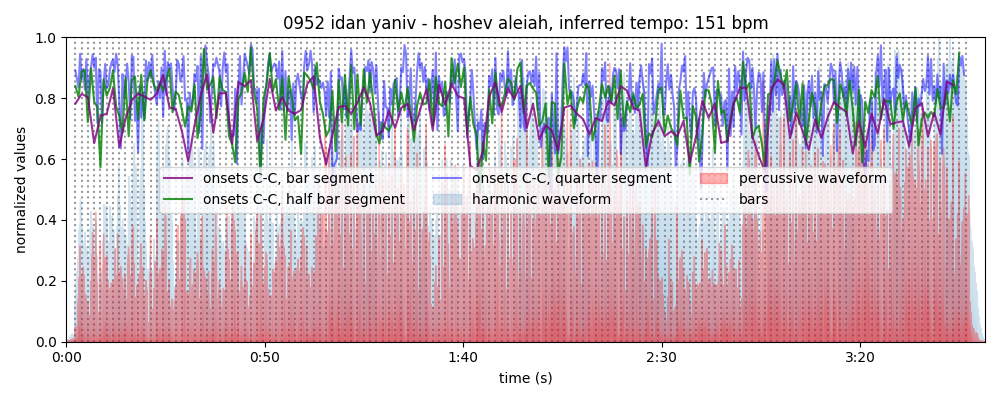 0952 idan yaniv - hoshev aleiah, inferred tempo: 151 bpm
1.0
0.8
0.6
0.4
0.2
0.0
normalized values
onsets C-C, bar segment
onsets C-C, half bar segment
onsets C-C, quarter segment
harmonic waveform
percussive waveform
bars
0:00
0:50
1:40
2:30
3:20
time (s)